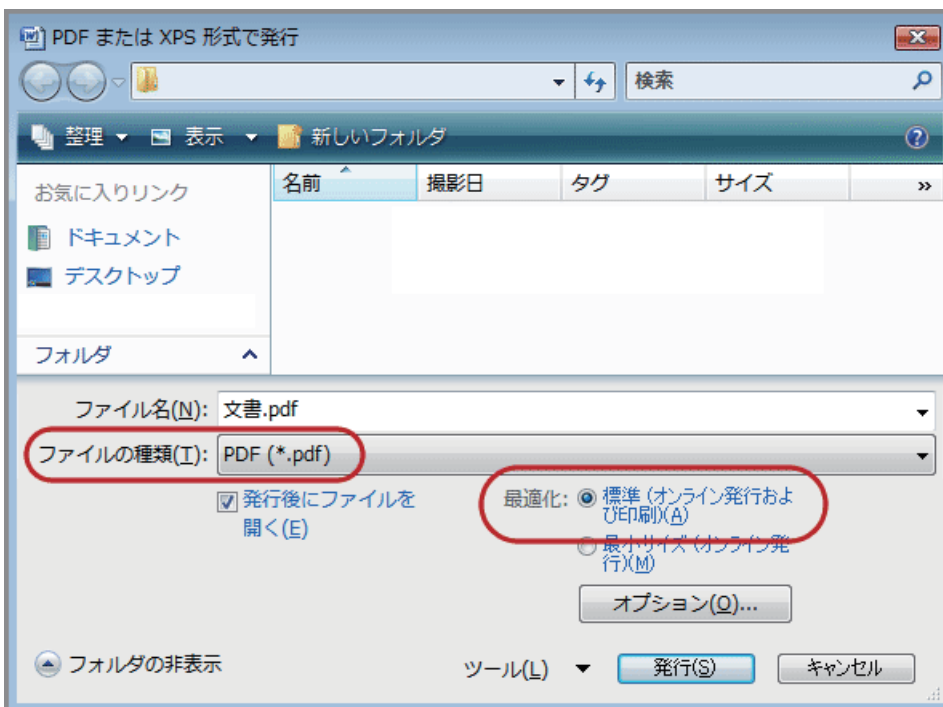 PDF または XPS 形式で発行
検索
整理 表示 新しいフォルダ
お気に入りリンク
名前 撮影日 タグ サイズ »
ドキュメント
デスクトップ
フォルダ
ファイル名(N): 文書.pdf
ファイルの種類(T): PDF (*.pdf)
発行後にファイルを
開く(E)
最適化: 標準 (オンライン発行およ
び印刷)(A)
最小サイズ (オンライン発
行)(M)
オプション(O)...
フォルダの非表示
ツール(L) 発行(S) キャンセル